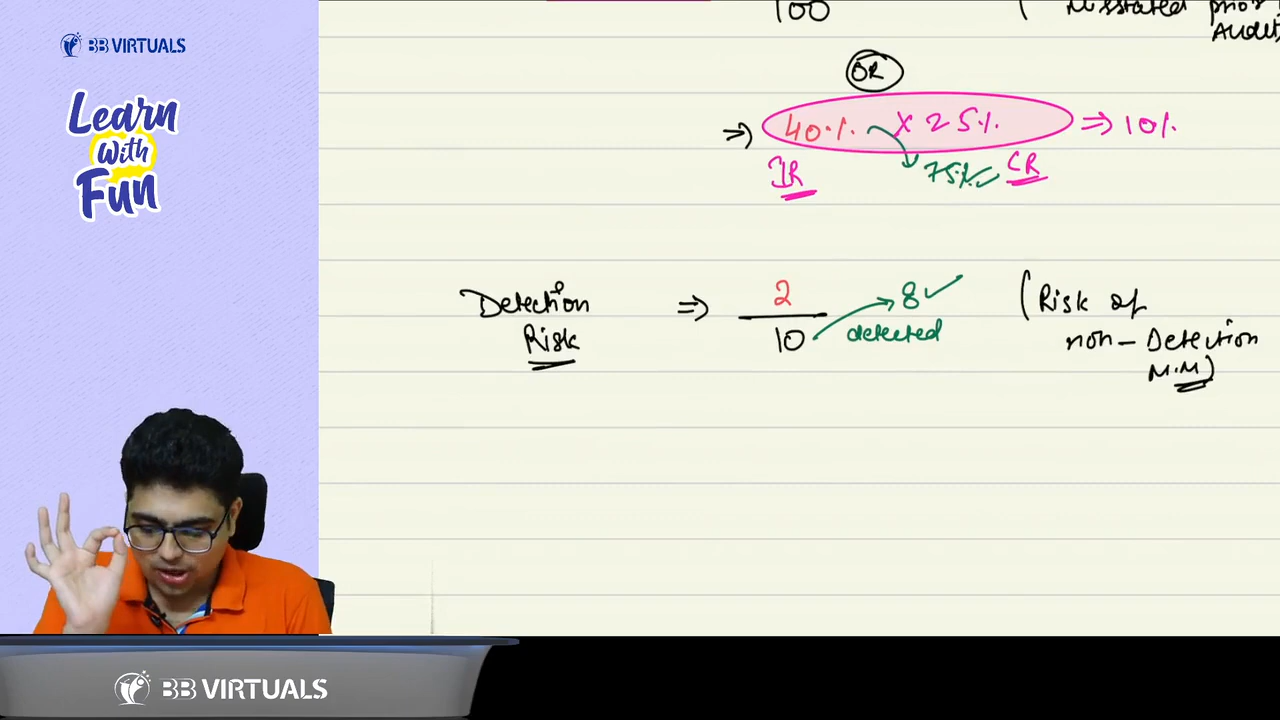 BB VIRTUALS
Learn
With
Fun
100
( Misstated prior
Audit
OR
⇒ 40% × 25% ⇒ 10%
IR 75% ✓ CR
Detection ⇒ 2 8 ✓ (Risk of
Risk 10 detected non-Detection
M.M)
BB VIRTUALS